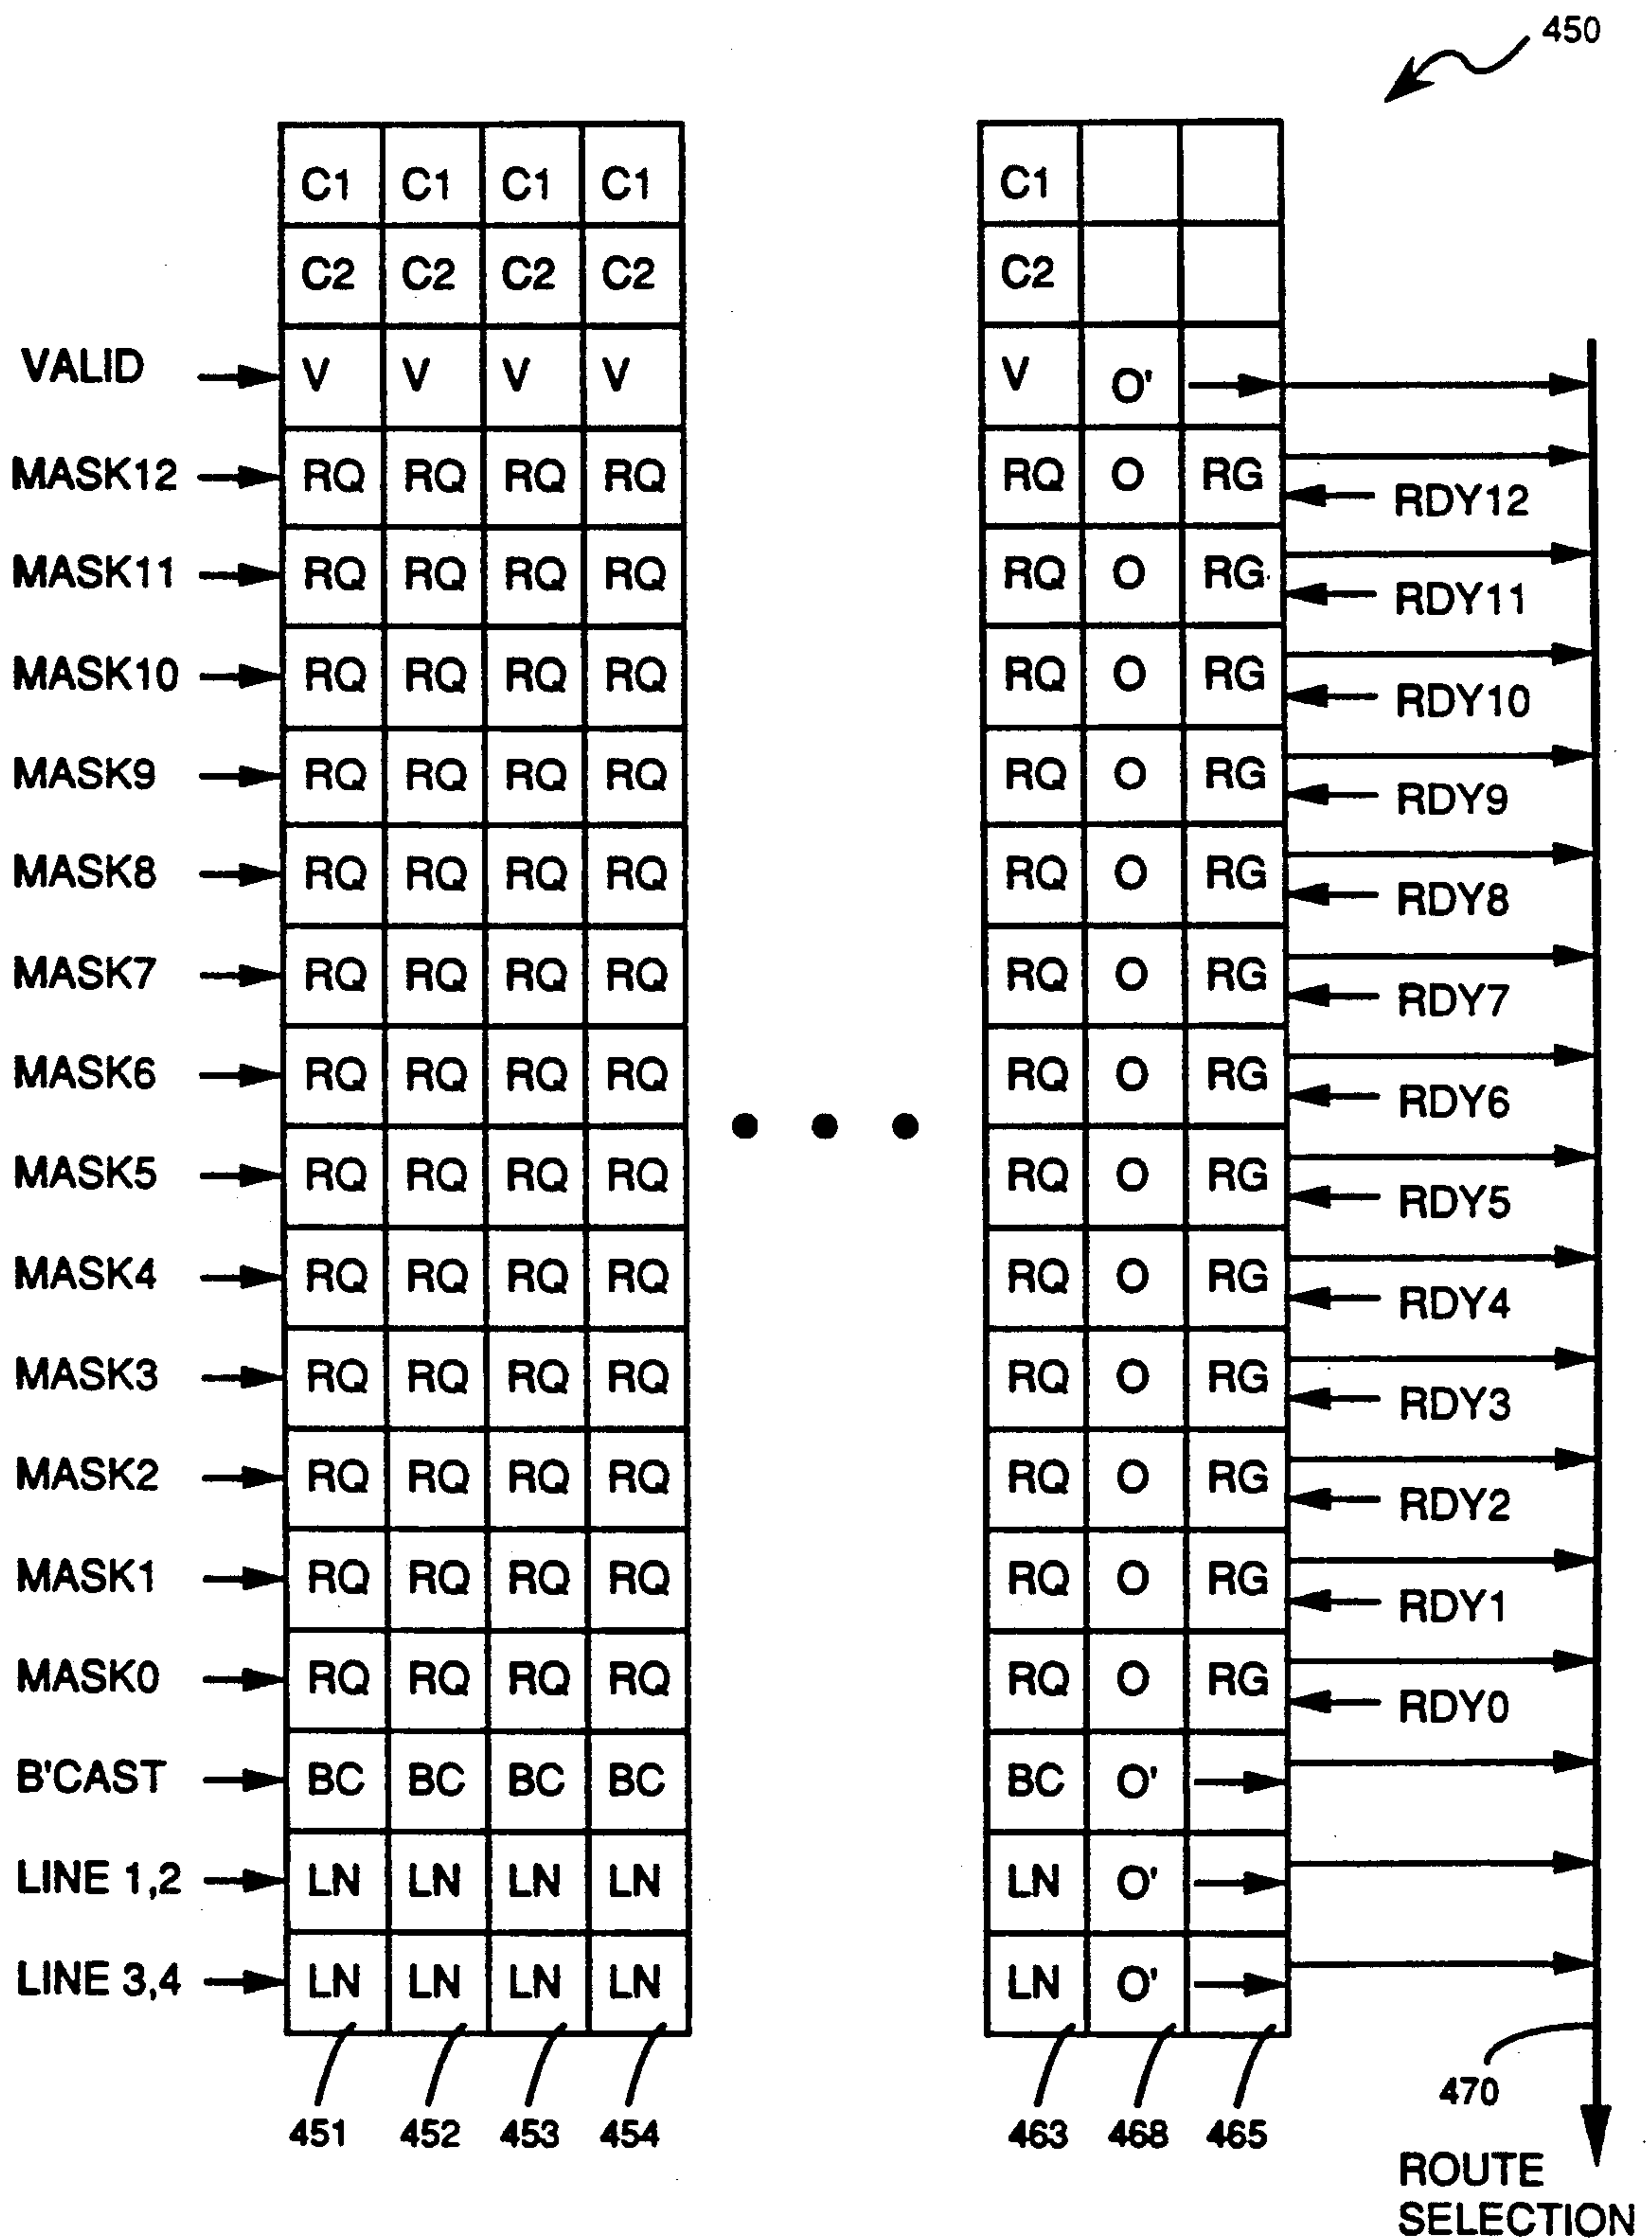 450
C1 C1 C1 C1 C1
C2 C2 C2 C2 C2
VALID V V V V V O'
MASK12 RQ RQ RQ RQ RQ O RG RDY12
MASK11 RQ RQ RQ RQ RQ O RG RDY11
MASK10 RQ RQ RQ RQ RQ O RG RDY10
MASK9 RQ RQ RQ RQ RQ O RG RDY9
MASK8 RQ RQ RQ RQ RQ O RG RDY8
MASK7 RQ RQ RQ RQ RQ O RG RDY7
MASK6 RQ RQ RQ RQ RQ O RG RDY6
MASK5 RQ RQ RQ RQ RQ O RG RDY5
MASK4 RQ RQ RQ RQ RQ O RG RDY4
MASK3 RQ RQ RQ RQ RQ O RG RDY3
MASK2 RQ RQ RQ RQ RQ O RG RDY2
MASK1 RQ RQ RQ RQ RQ O RG RDY1
MASK0 RQ RQ RQ RQ RQ O RG RDY0
B'CAST BC BC BC BC BC O'
LINE 1,2 LN LN LN LN LN O'
LINE 3,4 LN LN LN LN LN O'
451 452 453 454 463 468 465 470
ROUTE
SELECTION